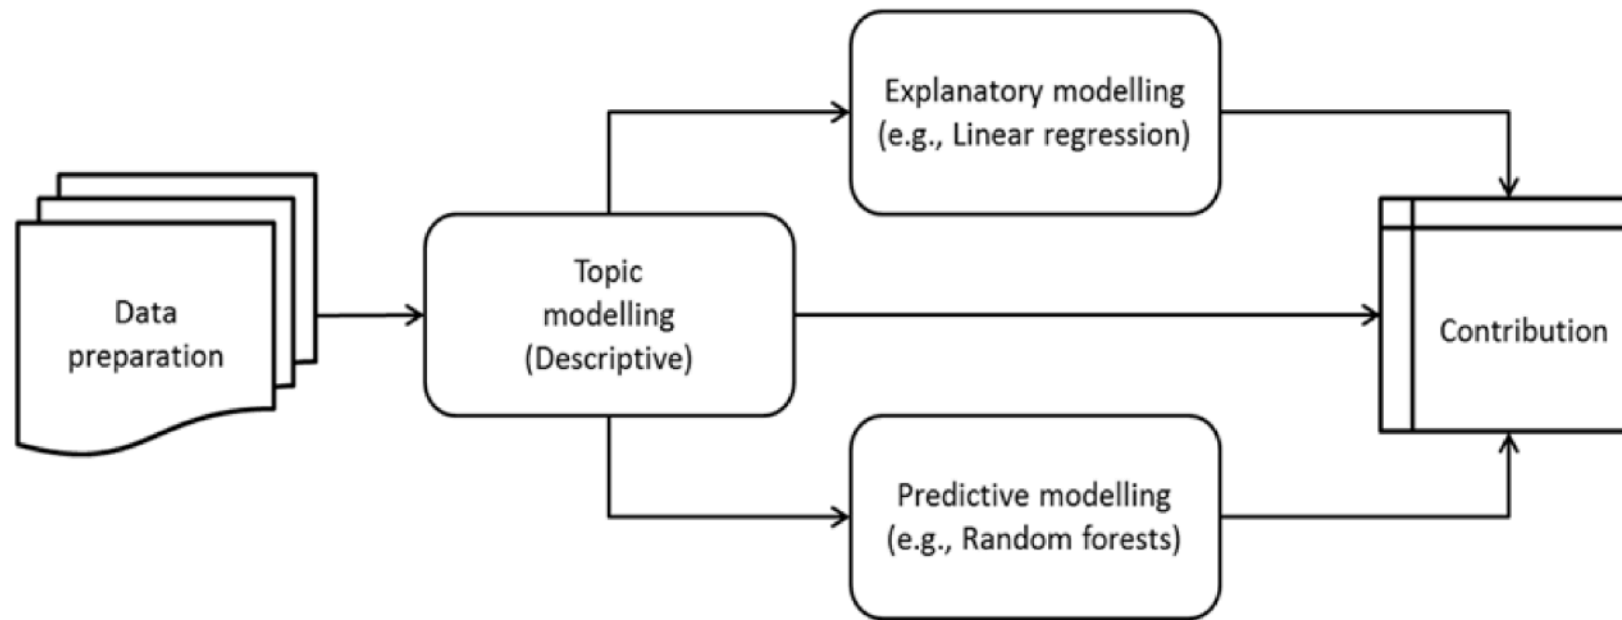 Data
preparation
Topic
modelling
(Descriptive)
Explanatory modelling
(e.g., Linear regression)
Predictive modelling
(e.g., Random forests)
Contribution